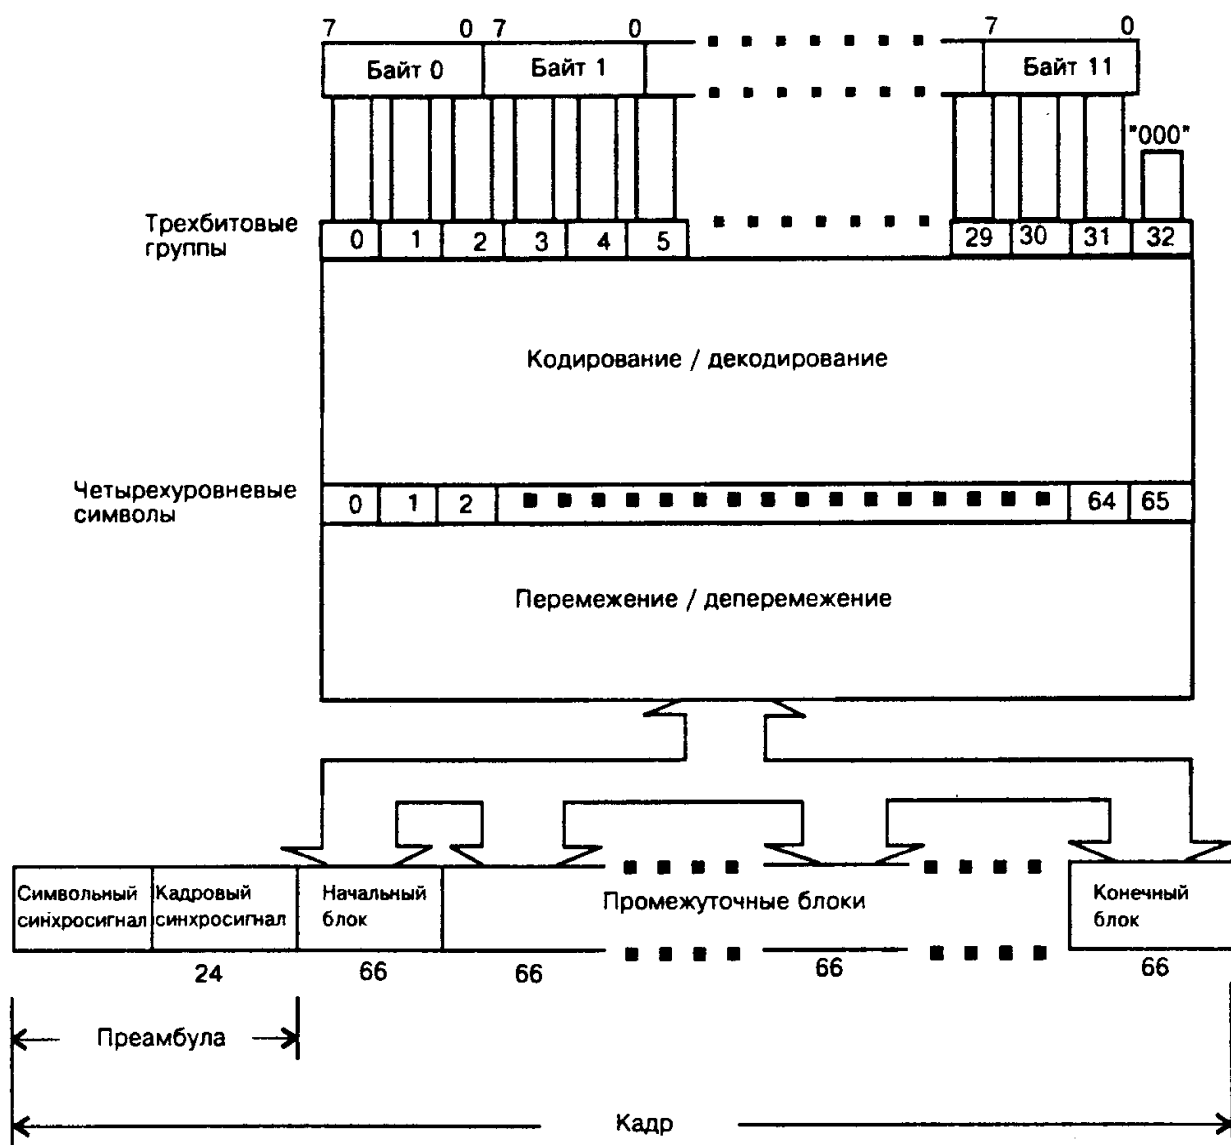 7 0 7 0 7 0
Байт 0 Байт 1 Байт 11
"000"
Трехбитовые
группы
0 1 2 3 4 5 29 30 31 32
Кодирование / декодирование
Четырехуровневые
символы
0 1 2 64 65
Перемежение / деперемежение
Символьный
синхросигнал
Кадровый
синхросигнал
Начальный
блок
Промежуточные блоки
Конечный
блок
24 66 66 66 66
Преамбула
Кадр